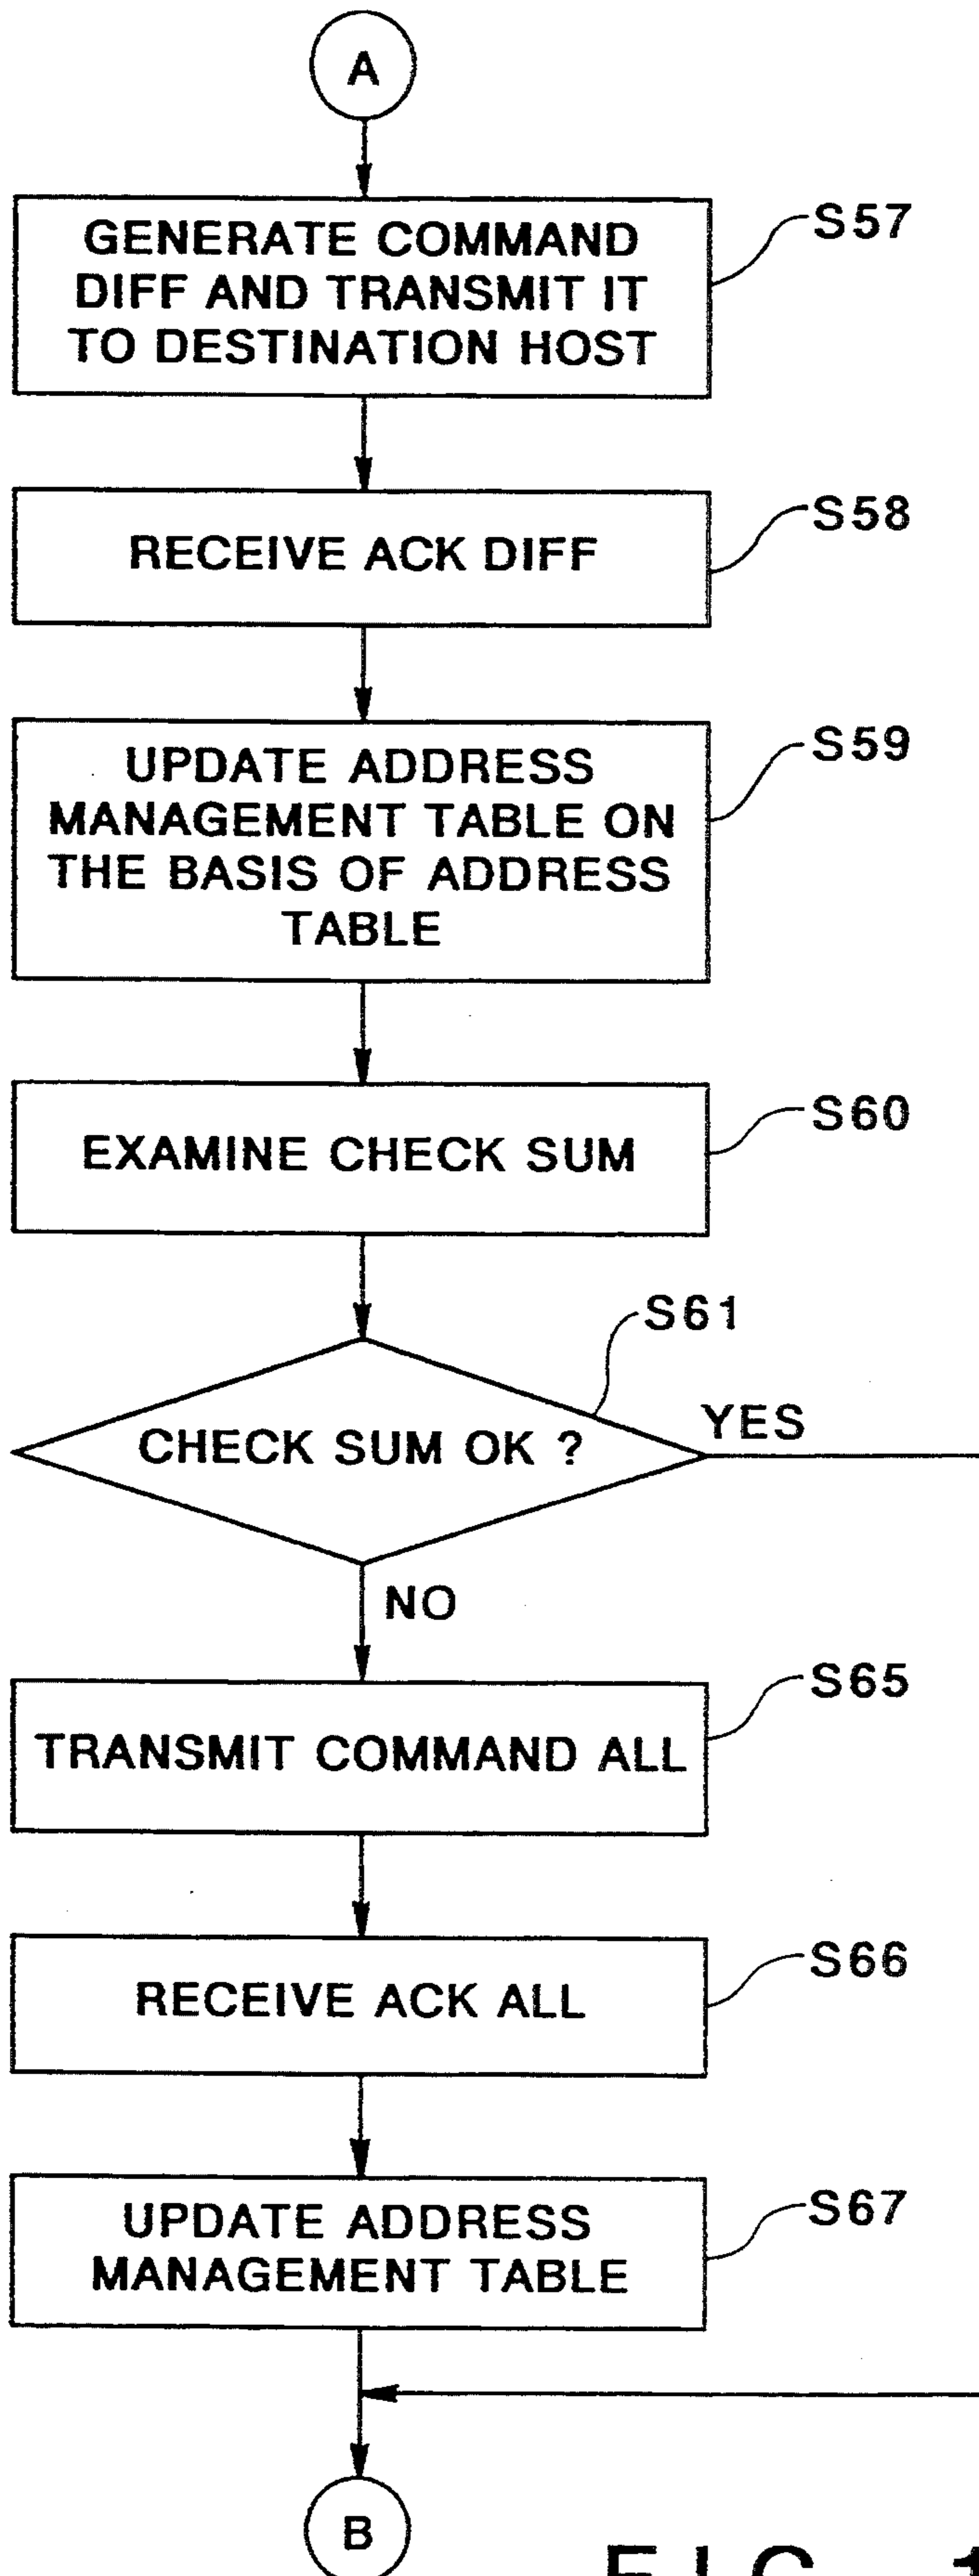 A
GENERATE COMMAND
DIFF AND TRANSMIT IT
TO DESTINATION HOST
S57
RECEIVE ACK DIFF
S58
UPDATE ADDRESS
MANAGEMENT TABLE ON
THE BASIS OF ADDRESS
TABLE
S59
EXAMINE CHECK SUM
S60
S61
CHECK SUM OK ?
YES
NO
TRANSMIT COMMAND ALL
S65
RECEIVE ACK ALL
S66
UPDATE ADDRESS
MANAGEMENT TABLE
S67
B